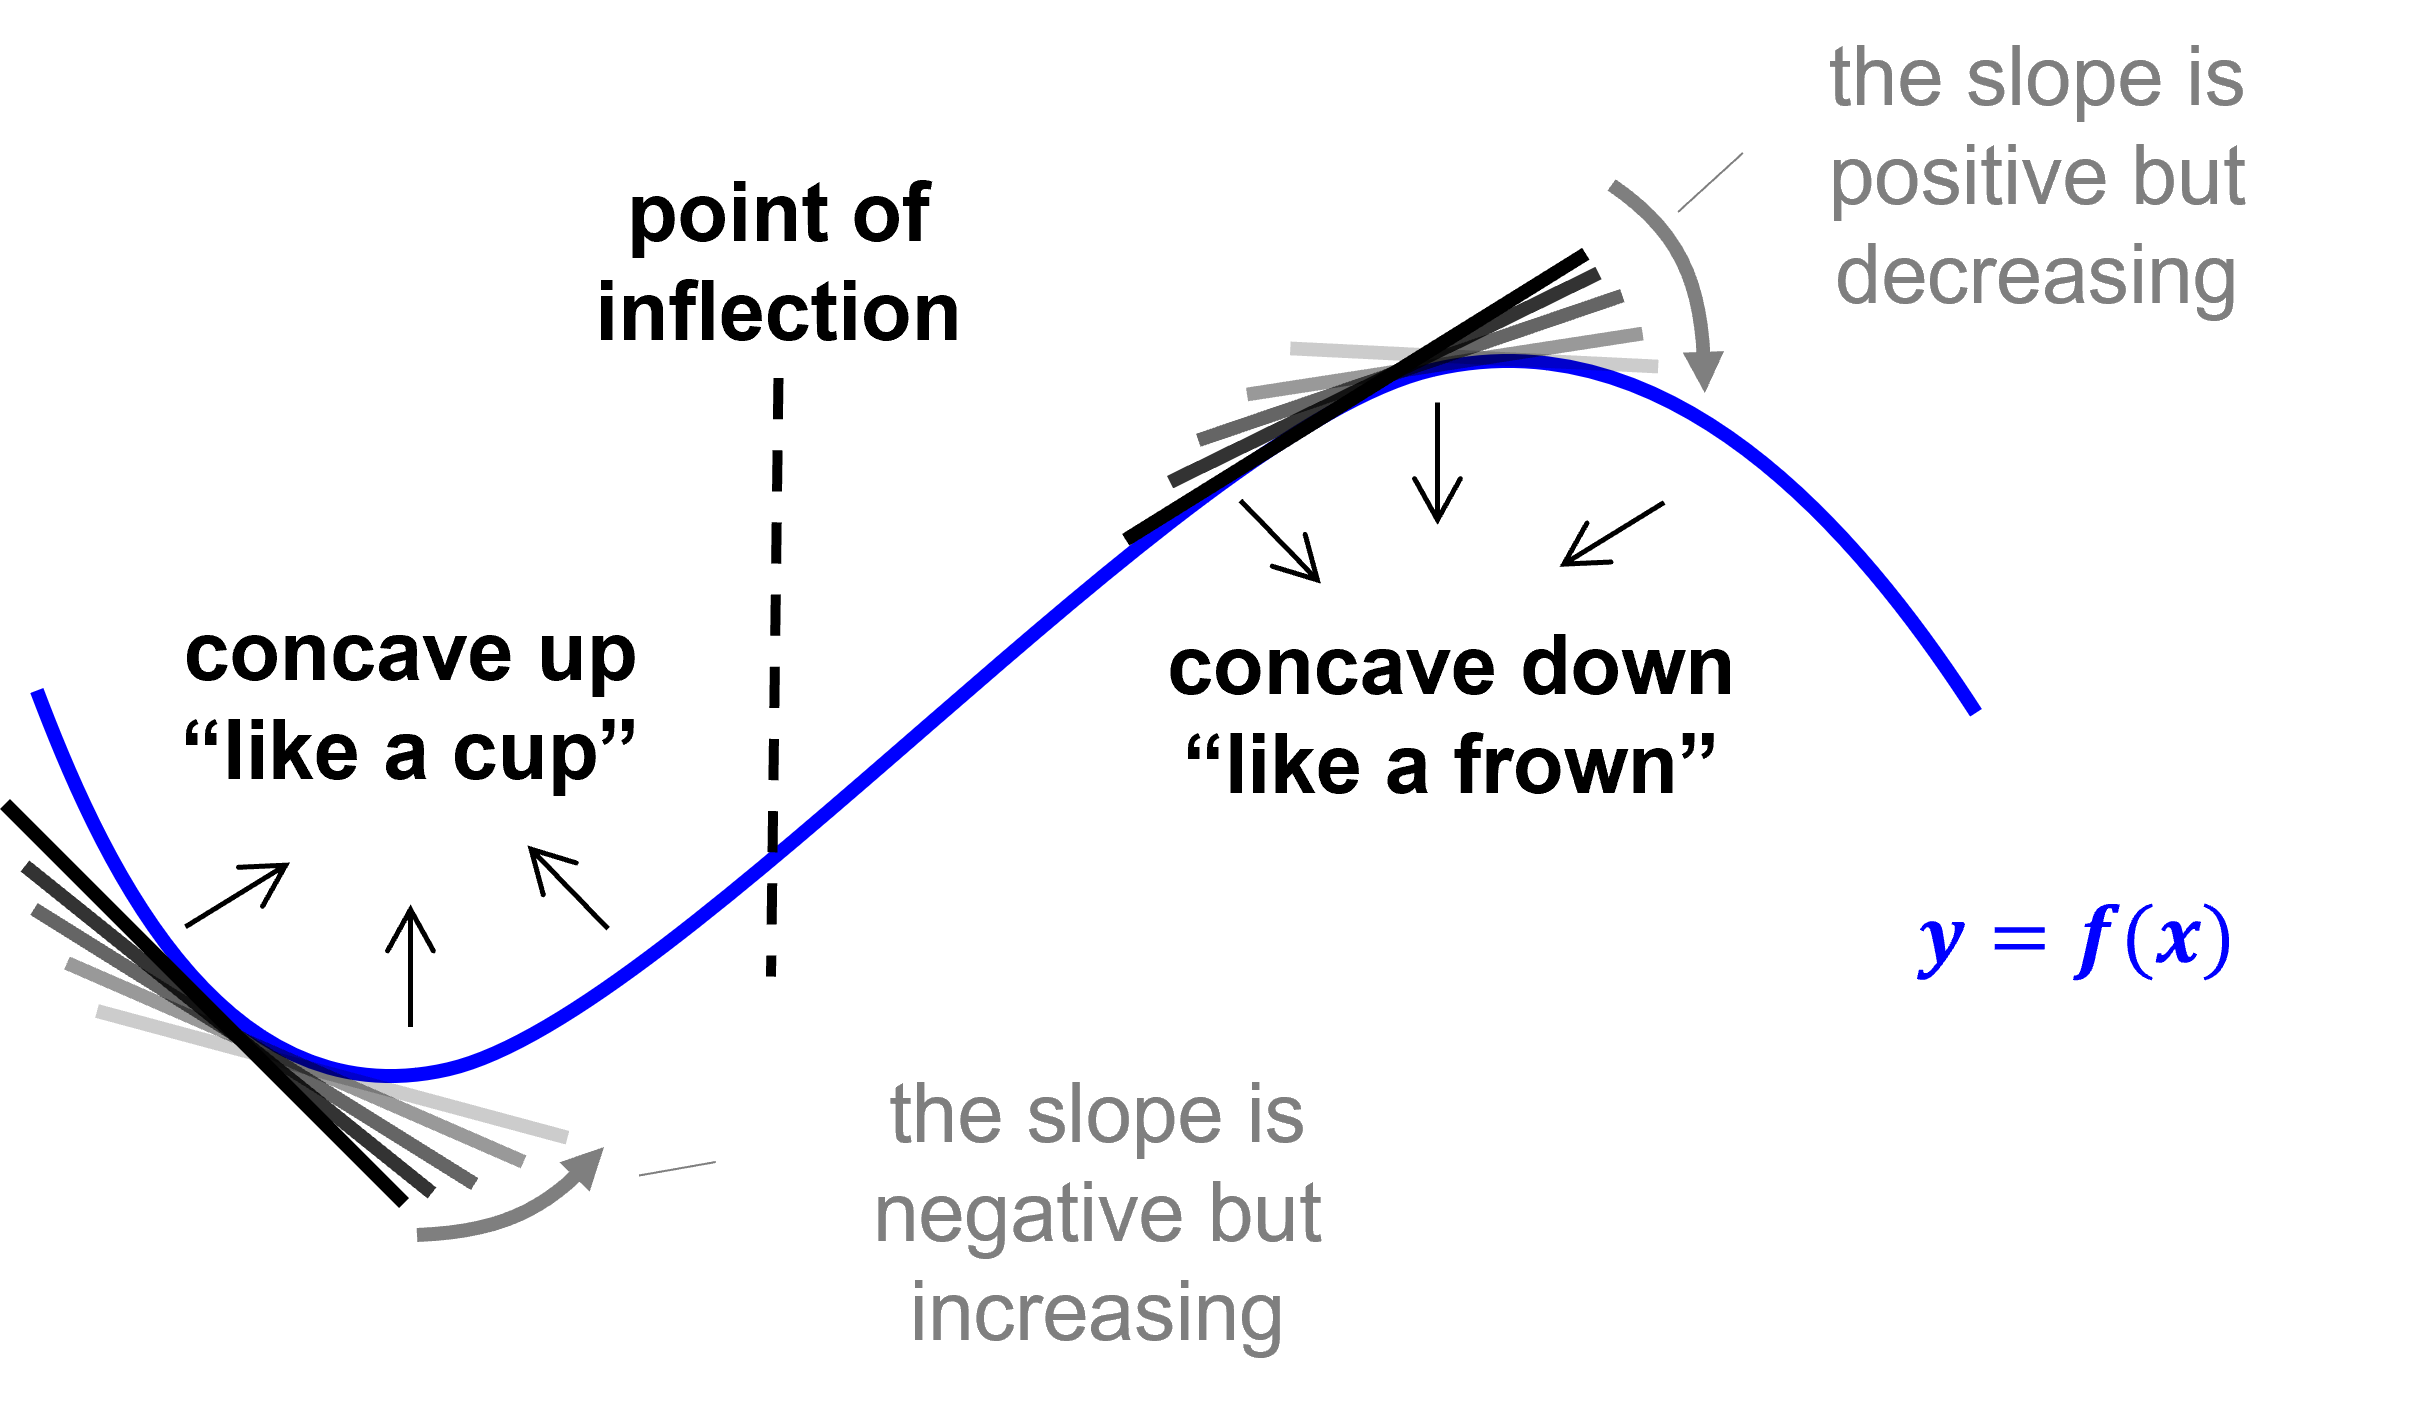 the slope is
positive but
decreasing
point of
inflection
concave up
“like a cup”
concave down
“like a frown”
y = f(x)
the slope is
negative but
increasing